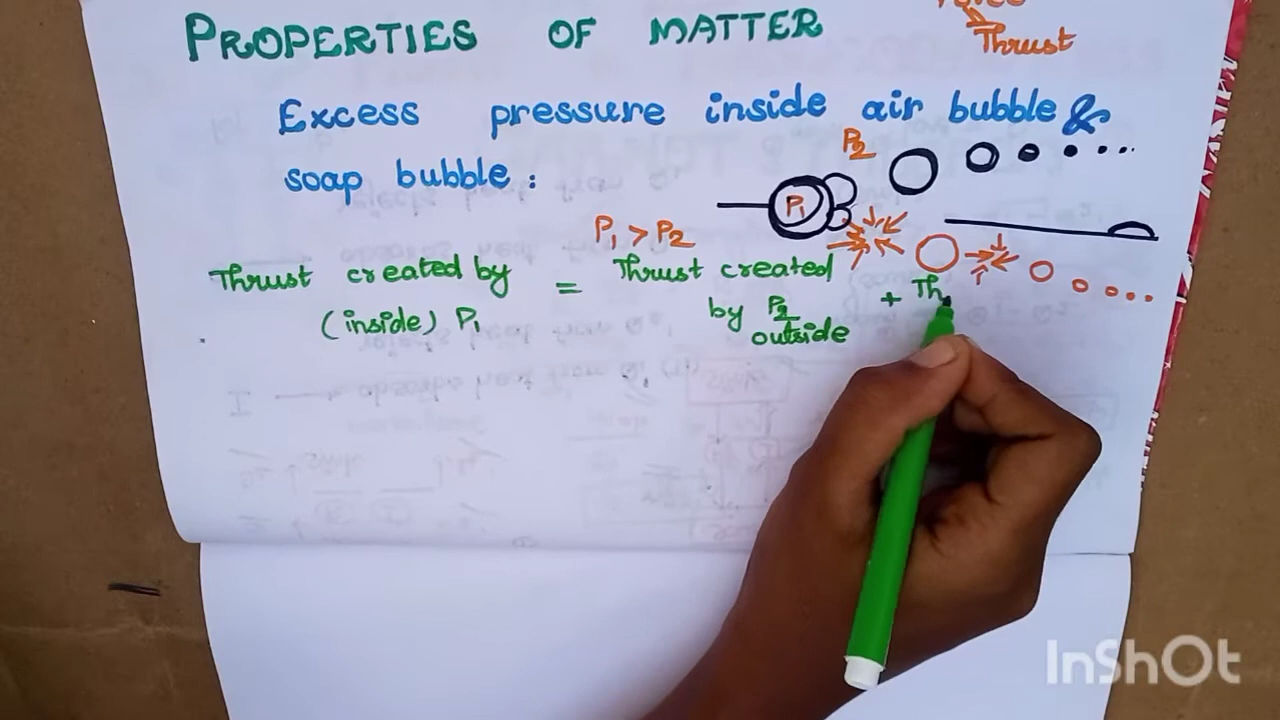 PROPERTIES OF MATTER
Thrust
Excess pressure inside air bubble &
soap bubble :
P2
P1
P1 > P2
Thrust created by = Thrust created + Th
(inside) P1 by P2
outside
InShOt